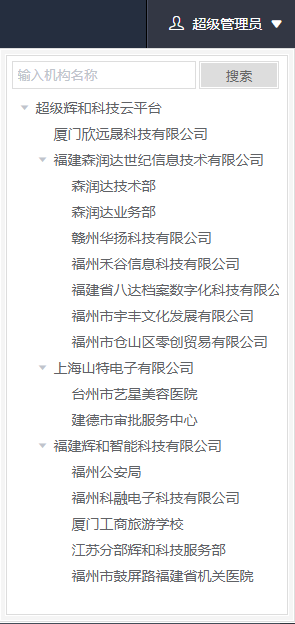 超级管理员
输入机构名称 搜索
超级辉和科技云平台
厦门欣远晟科技有限公司
福建森润达世纪信息技术有限公司
森润达技术部
森润达业务部
赣州华扬科技有限公司
福州禾谷信息科技有限公司
福建省八达档案数字化科技有限公
福州市宇丰文化发展有限公司
福州市仓山区零创贸易有限公司
上海山特电子有限公司
台州市艺星美容医院
建德市审批服务中心
福建辉和智能科技有限公司
福州公安局
福州科融电子科技有限公司
厦门工商旅游学校
江苏分部辉和科技服务部
福州市鼓屏路福建省机关医院